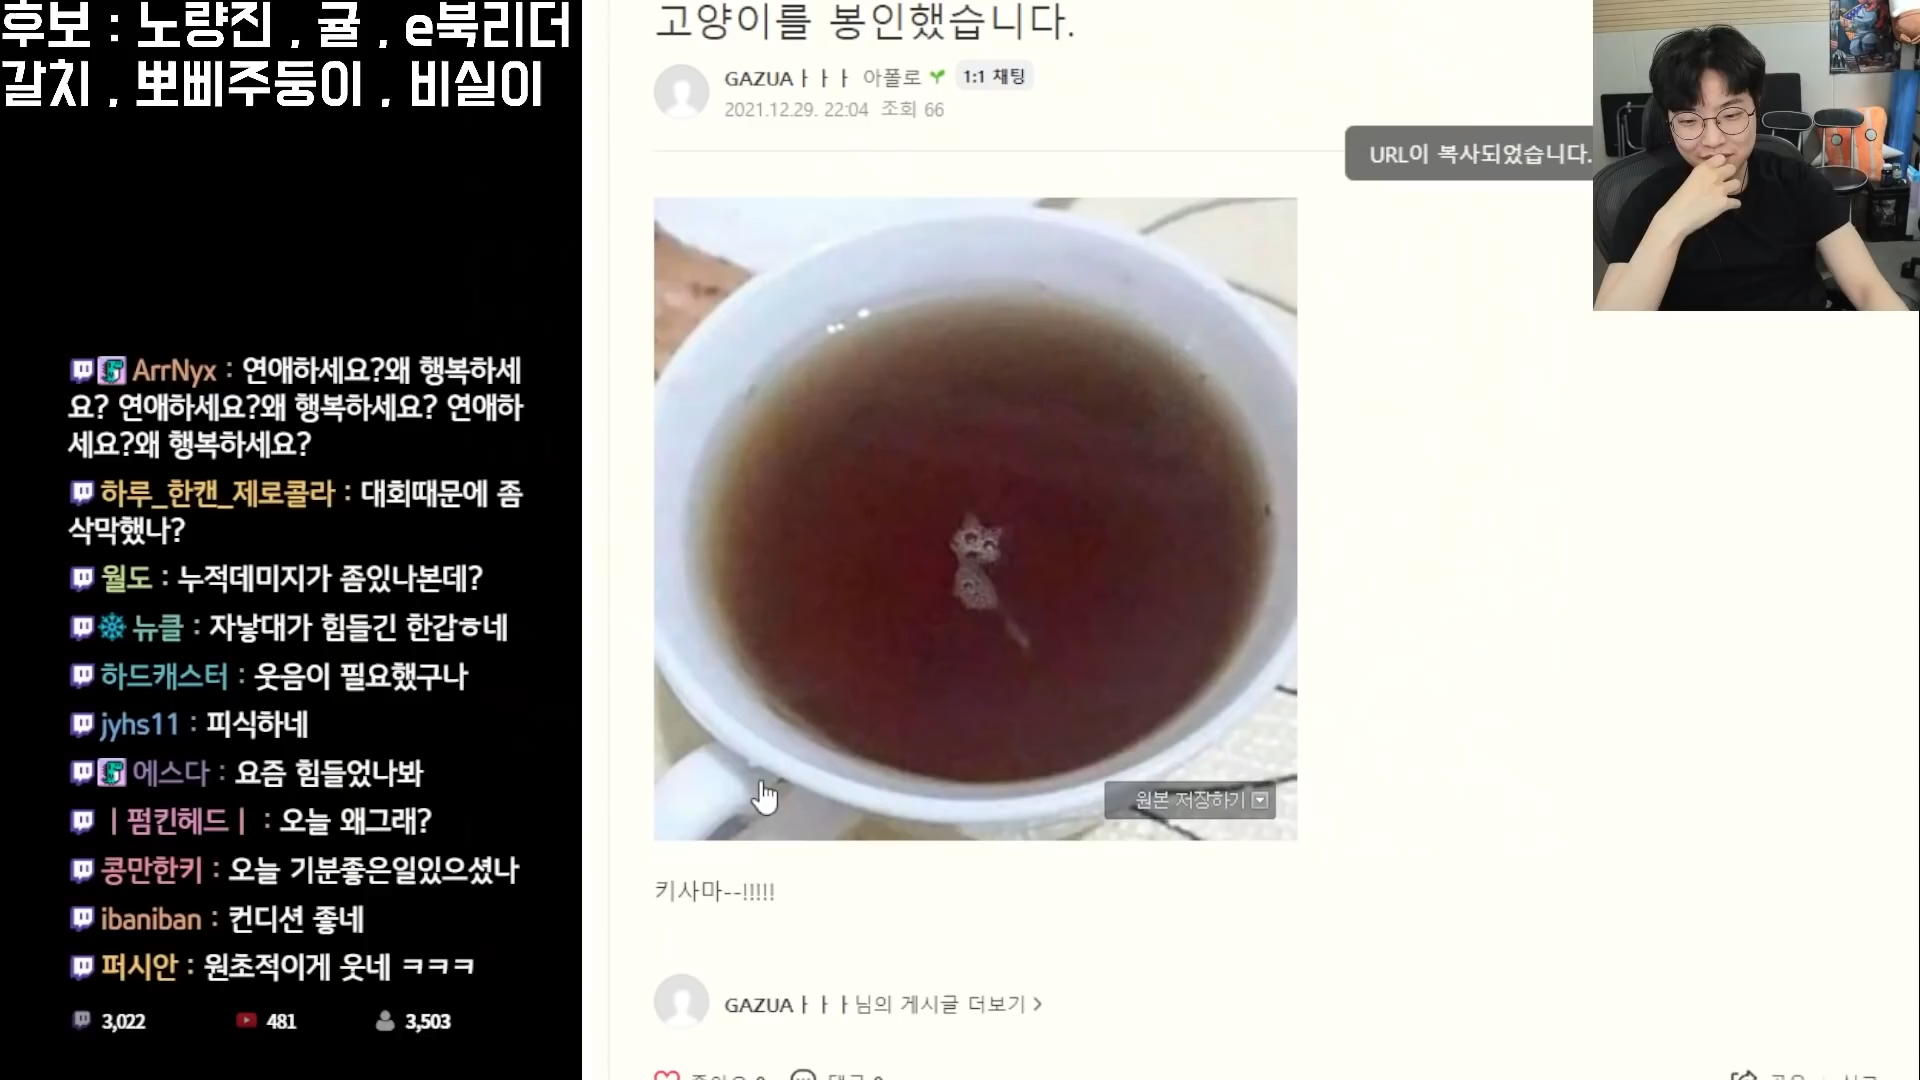 후보 : 노량진 , 귤 , e북리더
갈치 , 뽀삐주둥이 , 비실이
ArrNyx : 연애하세요?왜 행복하세
요? 연애하세요?왜 행복하세요? 연애하
세요?왜 행복하세요?
하루_한캔_제로콜라 : 대회때문에 좀
삭막했나?
월도 : 누적데미지가 좀있나본데?
뉴클 : 자낳대가 힘들긴 한갑ㅎ네
하드캐스터 : 웃음이 필요했구나
jyhs11 : 피식하네
에스다 : 요즘 힘들었나봐
ㅣ펌킨헤드ㅣ : 오늘 왜그래?
콩만한키 : 오늘 기분좋은일있으셨나
ibaniban : 컨디션 좋네
퍼시안 : 원초적이게 웃네 ㅋㅋㅋ
3,022 481 3,503
고양이를 봉인했습니다.
GAZUAㅏㅏㅏ 아폴로 1:1 채팅
2021.12.29. 22:04 조회 66
URL이 복사되었습니다.
원본 저장하기
키사마--!!!!!
GAZUAㅏㅏㅏ님의 게시글 더보기 >